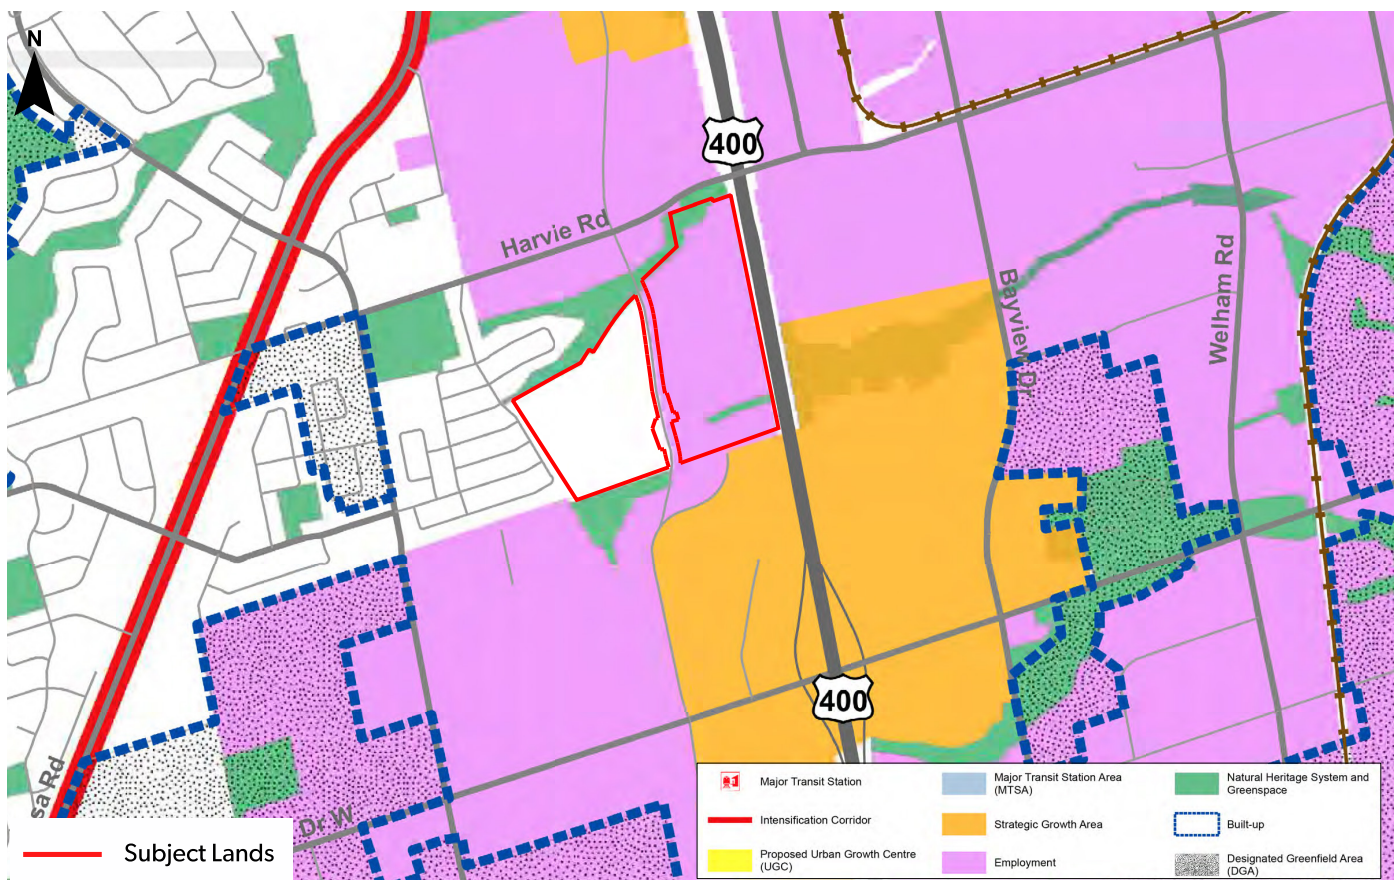 N
400
Harvie Rd
Bayview Dr
Welham Rd
400
sa Rd
Dr W
Subject Lands
Major Transit Station
Intensification Corridor
Proposed Urban Growth Centre
(UGC)
Major Transit Station Area
(MTSA)
Strategic Growth Area
Employment
Natural Heritage System and
Greenspace
Built-up
Designated Greenfield Area
(DGA)